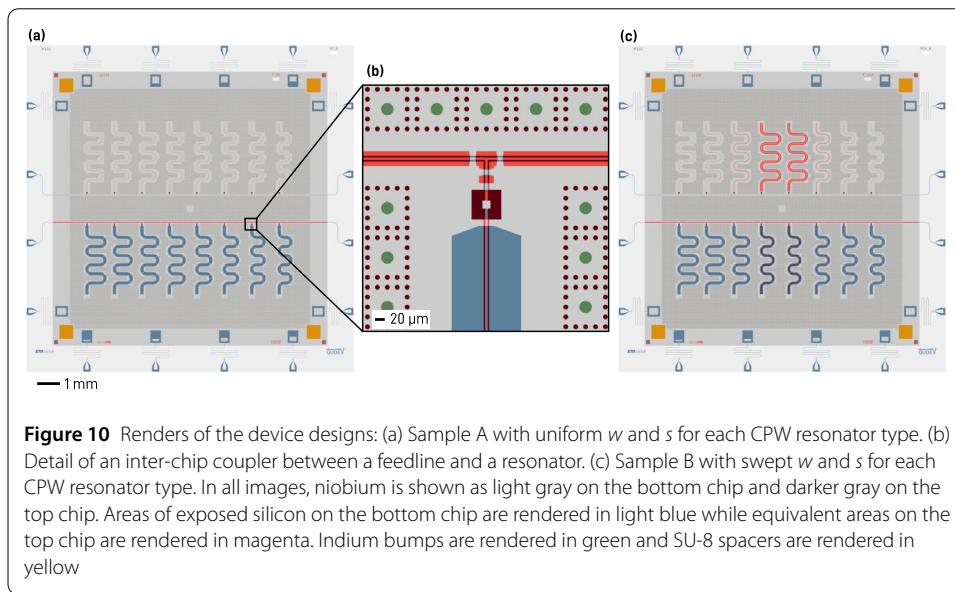 (a)
(b)
(c)
20 µm
1 mm
Figure 10 Renders of the device designs: (a) Sample A with uniform w and s for each CPW resonator type. (b)
Detail of an inter-chip coupler between a feedline and a resonator. (c) Sample B with swept w and s for each
CPW resonator type. In all images, niobium is shown as light gray on the bottom chip and darker gray on the
top chip. Areas of exposed silicon on the bottom chip are rendered in light blue while equivalent areas on the
top chip are rendered in magenta. Indium bumps are rendered in green and SU-8 spacers are rendered in
yellow